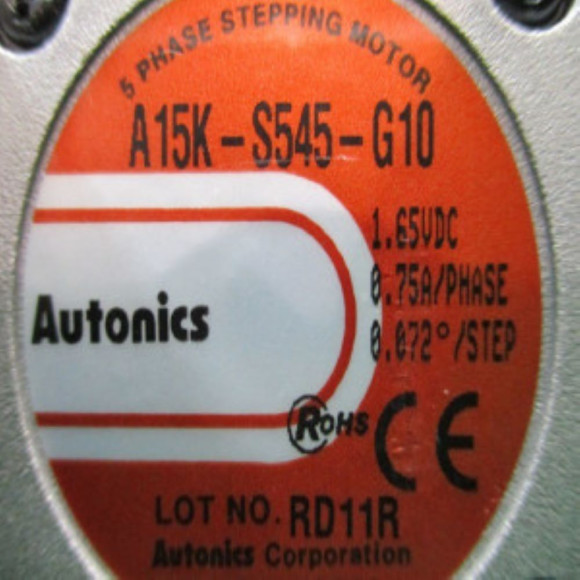 5 PHASE STEPPING MOTOR
A15K-S545-G10
1.65VDC
0.75A/PHASE
0.072°/STEP
Autonics
ROHS CE
LOT NO. RD11R
Autonics Corporation